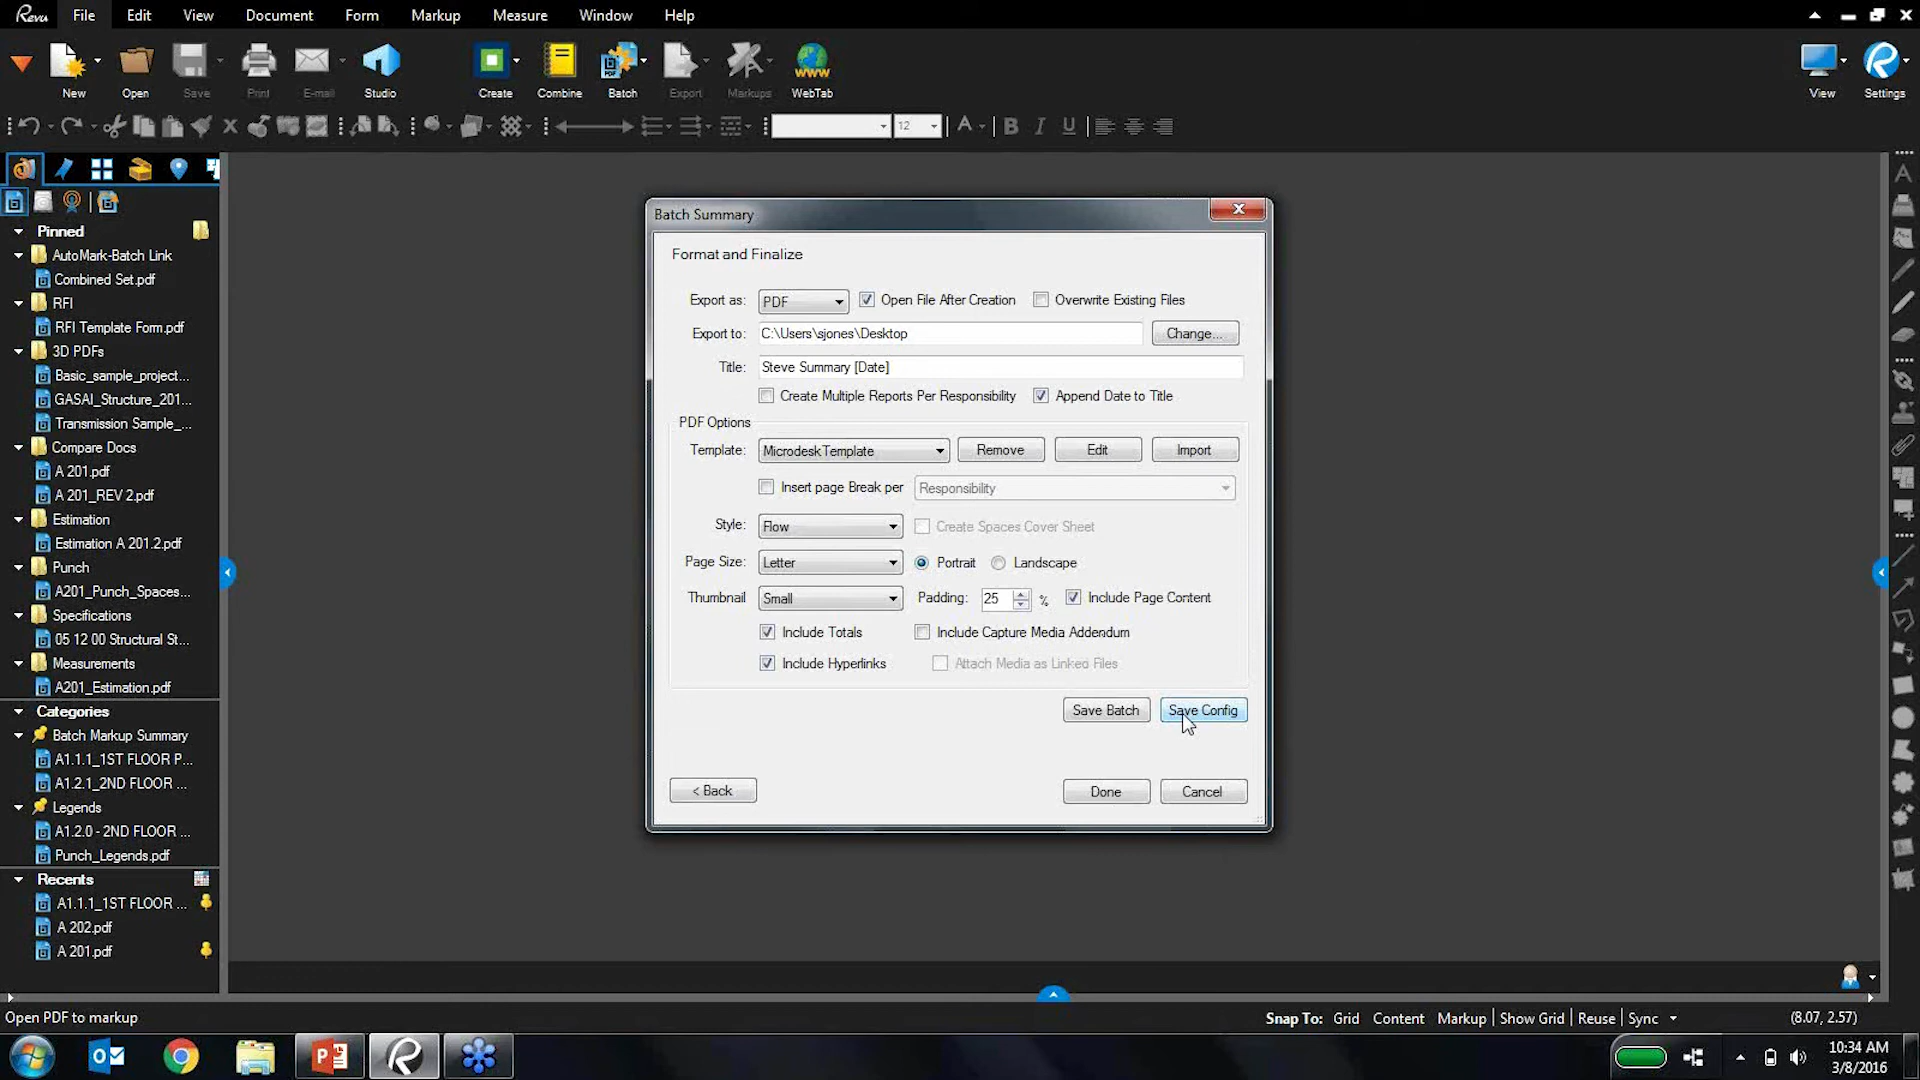 Revu File Edit View Document Form Markup Measure Window Help
New Open Save Print E-mail Studio Create Combine Batch Export Markups WebTab View Settings
PDF WWW
12 A B I U
Pinned
AutoMark-Batch Link
Combined Set.pdf
RFI
RFI Template Form.pdf
3D PDFs
Basic_sample_project...
GASAI_Structure_201...
Transmission Sample_...
Compare Docs
A 201.pdf
A 201_REV 2.pdf
Estimation
Estimation A 201.2.pdf
Punch
A201_Punch_Spaces...
Specifications
05 12 00 Structural St...
Measurements
A201_Estimation.pdf
Categories
Batch Markup Summary
A1.1.1_1ST FLOOR P...
A1.2.1_2ND FLOOR ...
Legends
A1.2.0 - 2ND FLOOR ...
Punch_Legends.pdf
Recents
A1.1.1_1ST FLOOR ...
A 202.pdf
A 201.pdf
Batch Summary
Format and Finalize
Export as: PDF Open File After Creation Overwrite Existing Files
Export to: C:\Users\sjones\Desktop Change...
Title: Steve Summary [Date]
Create Multiple Reports Per Responsibility Append Date to Title
PDF Options
Template: Microdesk Template Remove Edit Import
Insert page Break per Responsibility
Style: Flow Create Spaces Cover Sheet
Page Size: Letter Portrait Landscape
Thumbnail Small Padding: 25 % Include Page Content
Include Totals Include Capture Media Addendum
Include Hyperlinks Attach Media as Linked Files
Save Batch Save Config
< Back Done Cancel
Open PDF to markup
Snap To: Grid Content Markup Show Grid Reuse Sync (8.07, 2.57)
10:34 AM
3/8/2016